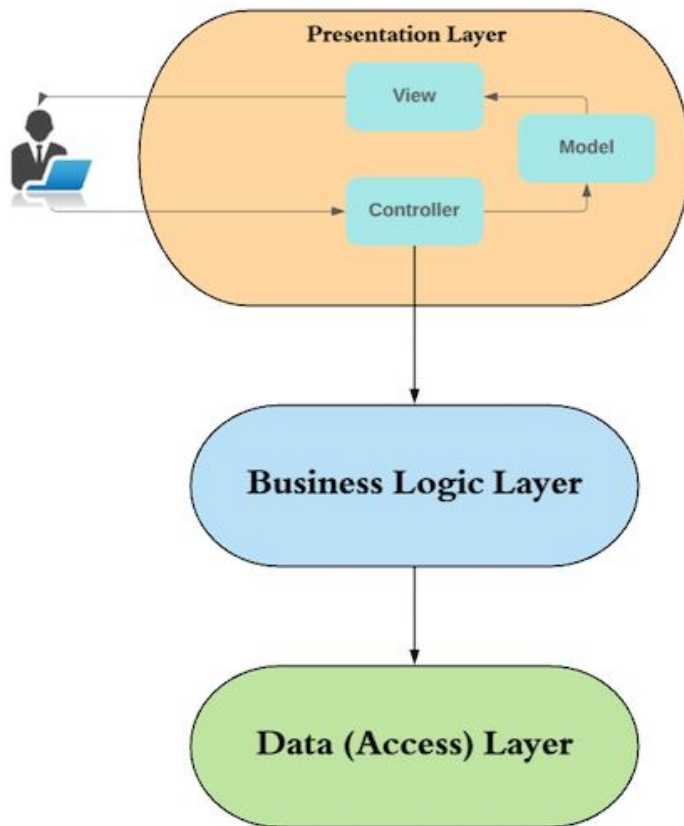 Presentation Layer
View
Model
Controller
Business Logic Layer
Data (Access) Layer